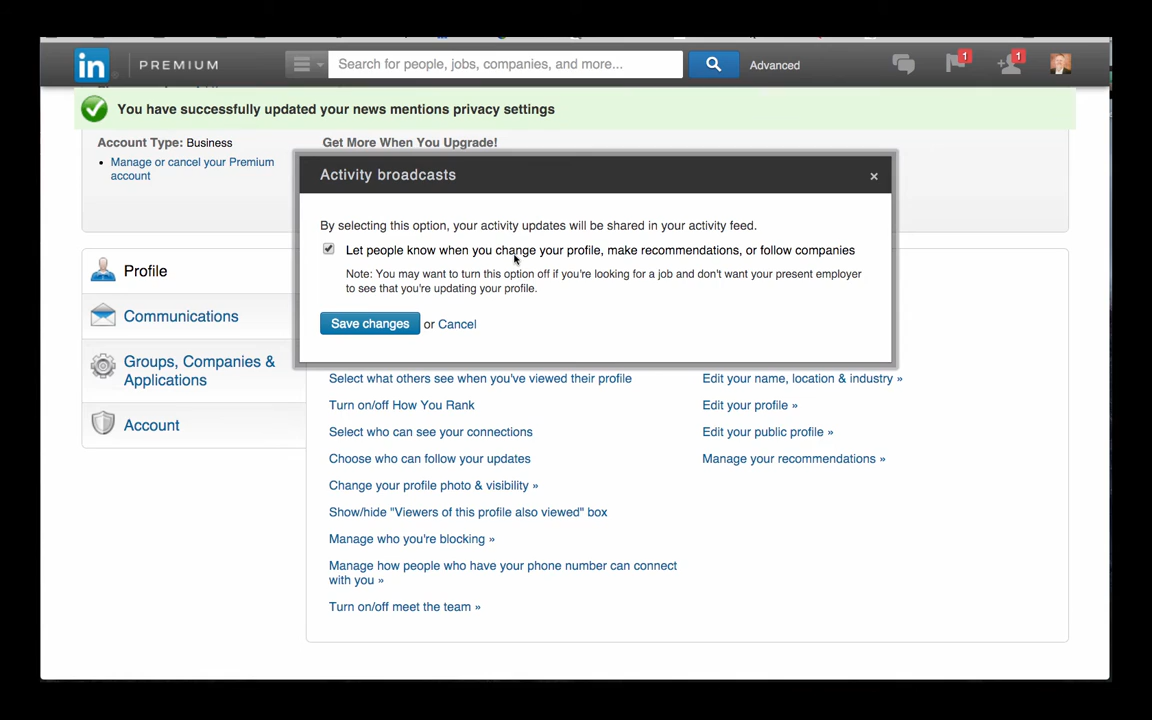 in PREMIUM Search for people, jobs, companies, and more... Advanced 1 1
You have successfully updated your news mentions privacy settings
Account Type: Business
• Manage or cancel your Premium
account
Get More When You Upgrade!
Activity broadcasts ×
By selecting this option, your activity updates will be shared in your activity feed.
Let people know when you change your profile, make recommendations, or follow companies
Note: You may want to turn this option off if you're looking for a job and don't want your present employer
to see that you're updating your profile.
Save changes or Cancel
Profile
Communications
Groups, Companies &
Applications
Account
Select what others see when you've viewed their profile
Turn on/off How You Rank
Select who can see your connections
Choose who can follow your updates
Change your profile photo & visibility »
Show/hide "Viewers of this profile also viewed" box
Manage who you're blocking »
Manage how people who have your phone number can connect
with you »
Turn on/off meet the team »
Edit your name, location & industry »
Edit your profile »
Edit your public profile »
Manage your recommendations »